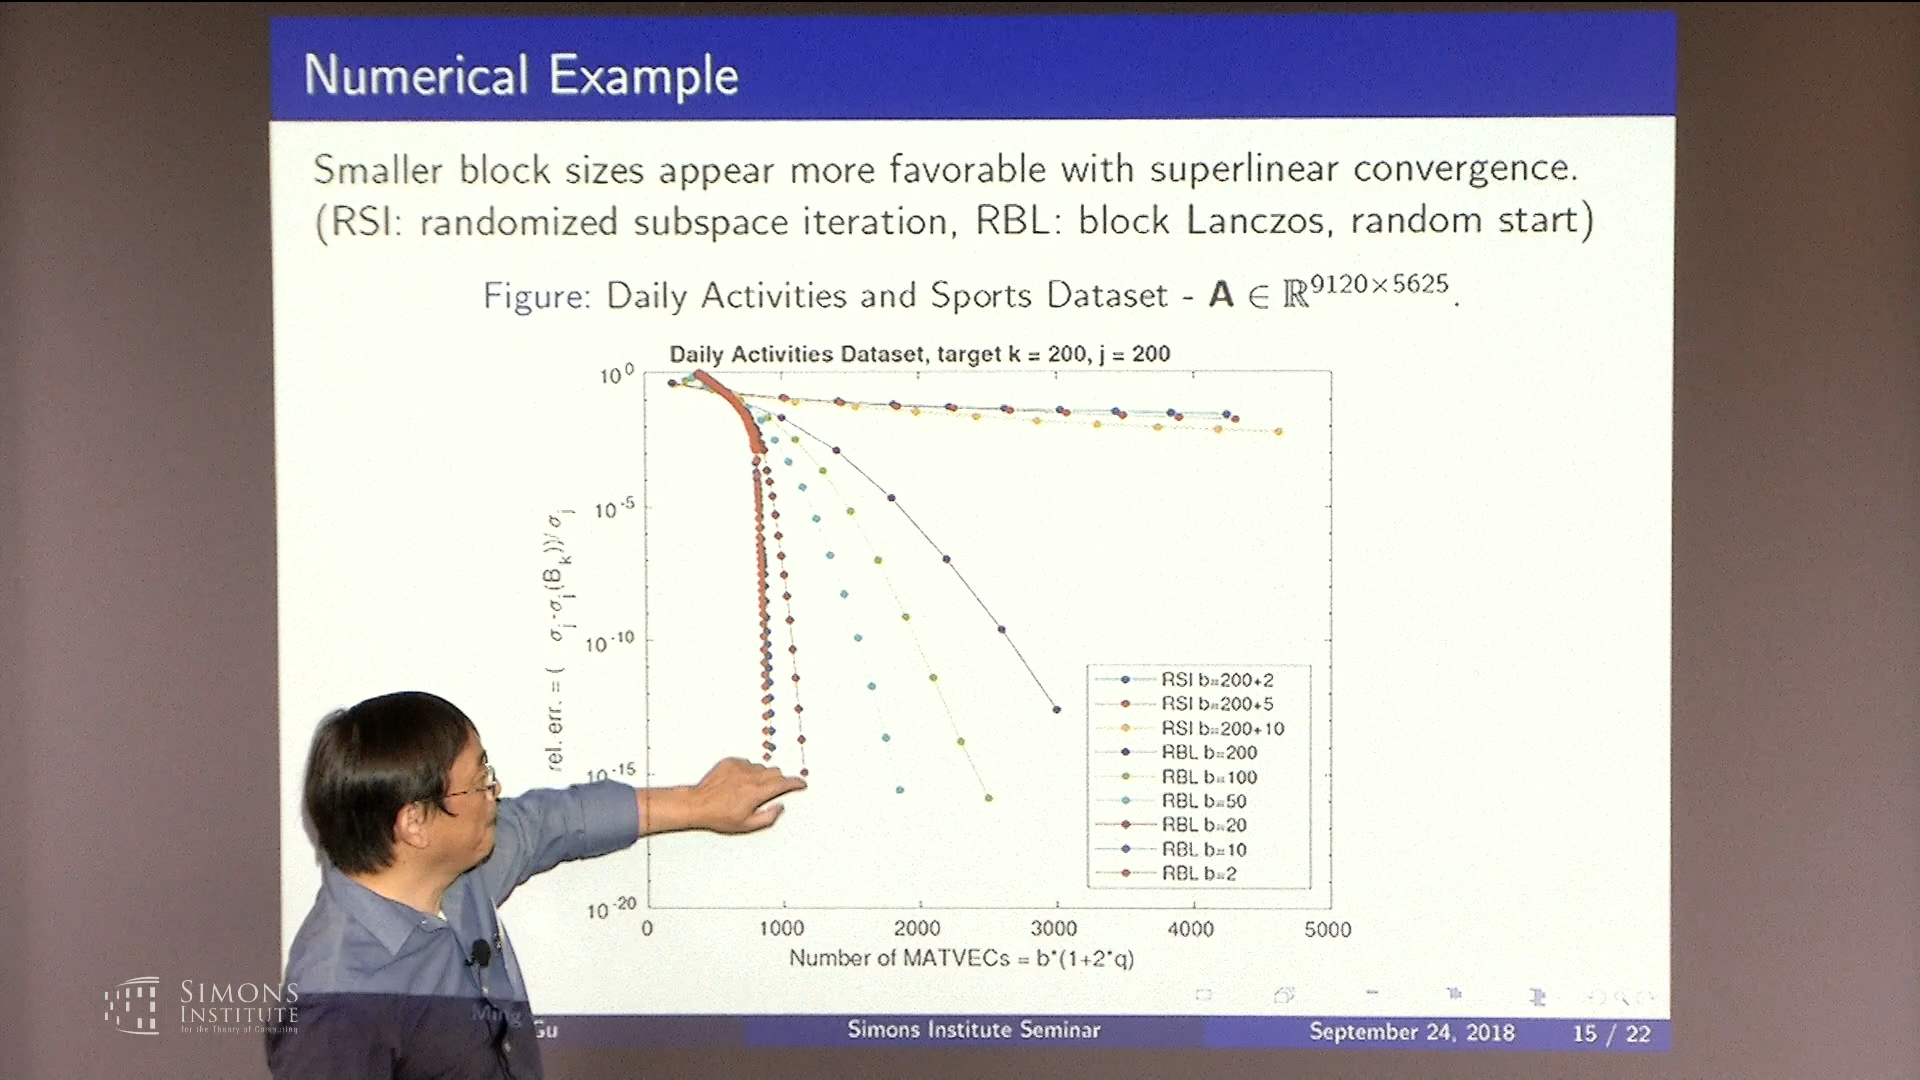 Numerical Example
Smaller block sizes appear more favorable with superlinear convergence.
(RSI: randomized subspace iteration, RBL: block Lanczos, random start)
Figure: Daily Activities and Sports Dataset - A ∈ ℝ^{9120×5625}.
Daily Activities Dataset, target k = 200, j = 200
10^0
10^{-5}
10^{-10}
10^{-15}
10^{-20}
rel. err. = ( σ_j-σ_j(B_k))/σ_j
RSI b=200+2
RSI b=200+5
RSI b=200+10
RBL b=200
RBL b=100
RBL b=50
RBL b=20
RBL b=10
RBL b=2
0 1000 2000 3000 4000 5000
Number of MATVECs = b*(1+2*q)
Ming Gu Simons Institute Seminar September 24, 2018 15 / 22
SIMONS
INSTITUTE
for the Theory of Computing